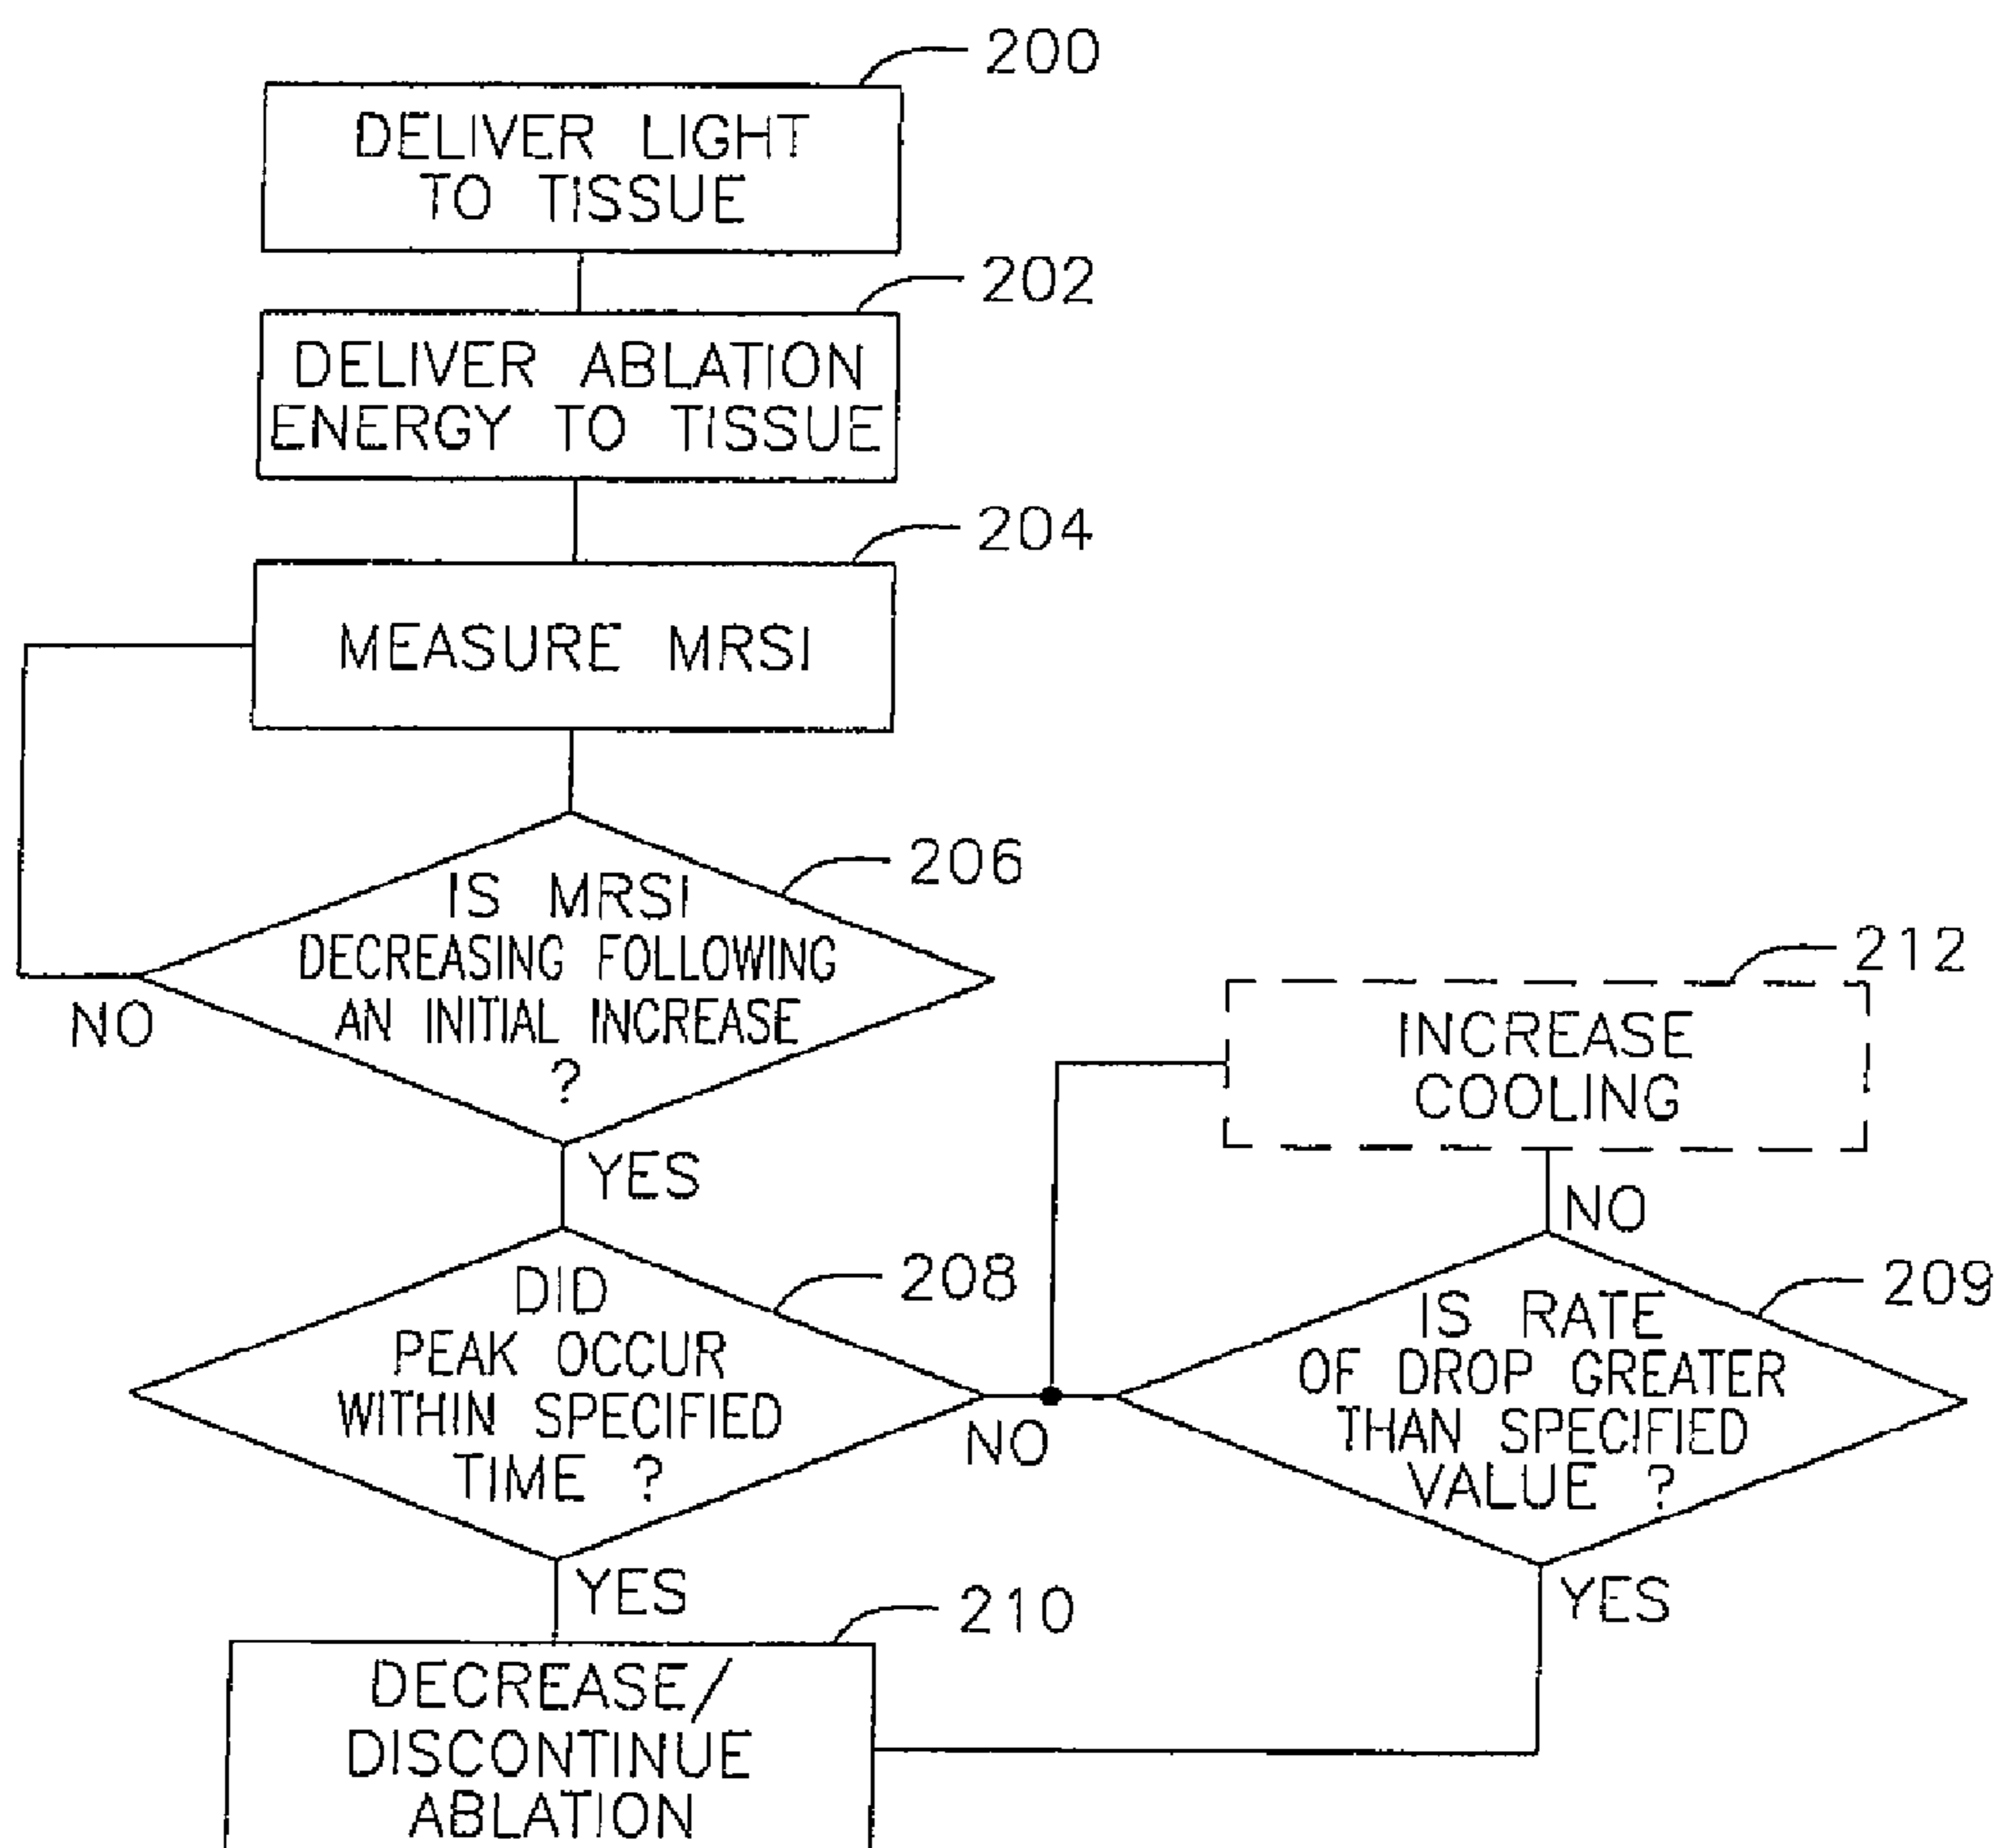 200
DELIVER LIGHT
TO TISSUE
202
DELIVER ABLATION
ENERGY TO TISSUE
204
MEASURE MRSI
206
IS MRSI
DECREASING FOLLOWING
AN INITIAL INCREASE
?
NO
YES
212
INCREASE
COOLING
NO
208
DID
PEAK OCCUR
WITHIN SPECIFIED
TIME ?
NO
YES
209
IS RATE
OF DROP GREATER
THAN SPECIFIED
VALUE ?
YES
210
DECREASE/
DISCONTINUE
ABLATION